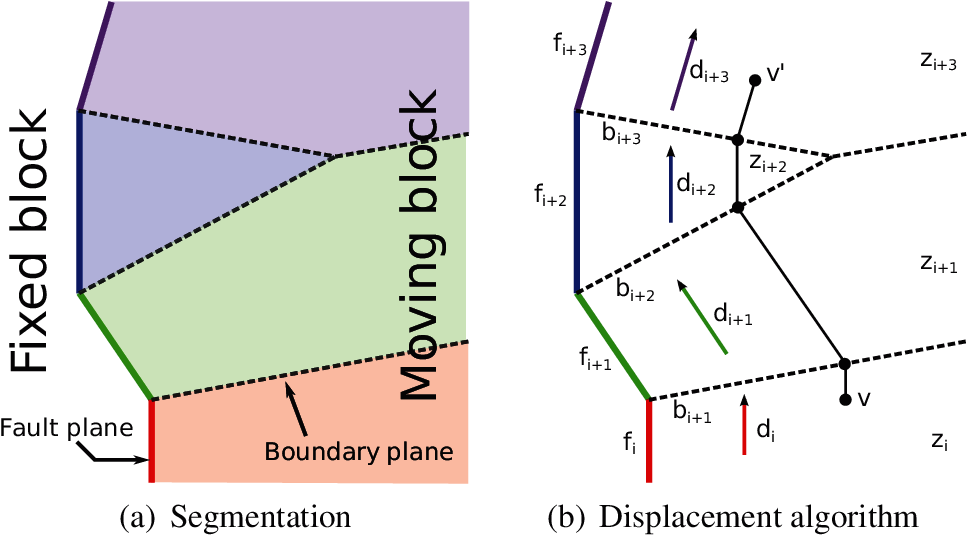 Fixed block
Moving block
Fault plane
Boundary plane
(a) Segmentation
f_{i+3}
d_{i+3}
v'
z_{i+3}
b_{i+3}
z_{i+2}
f_{i+2}
d_{i+2}
z_{i+1}
b_{i+2}
d_{i+1}
f_{i+1}
v
b_{i+1}
f_i
d_i
z_i
(b) Displacement algorithm